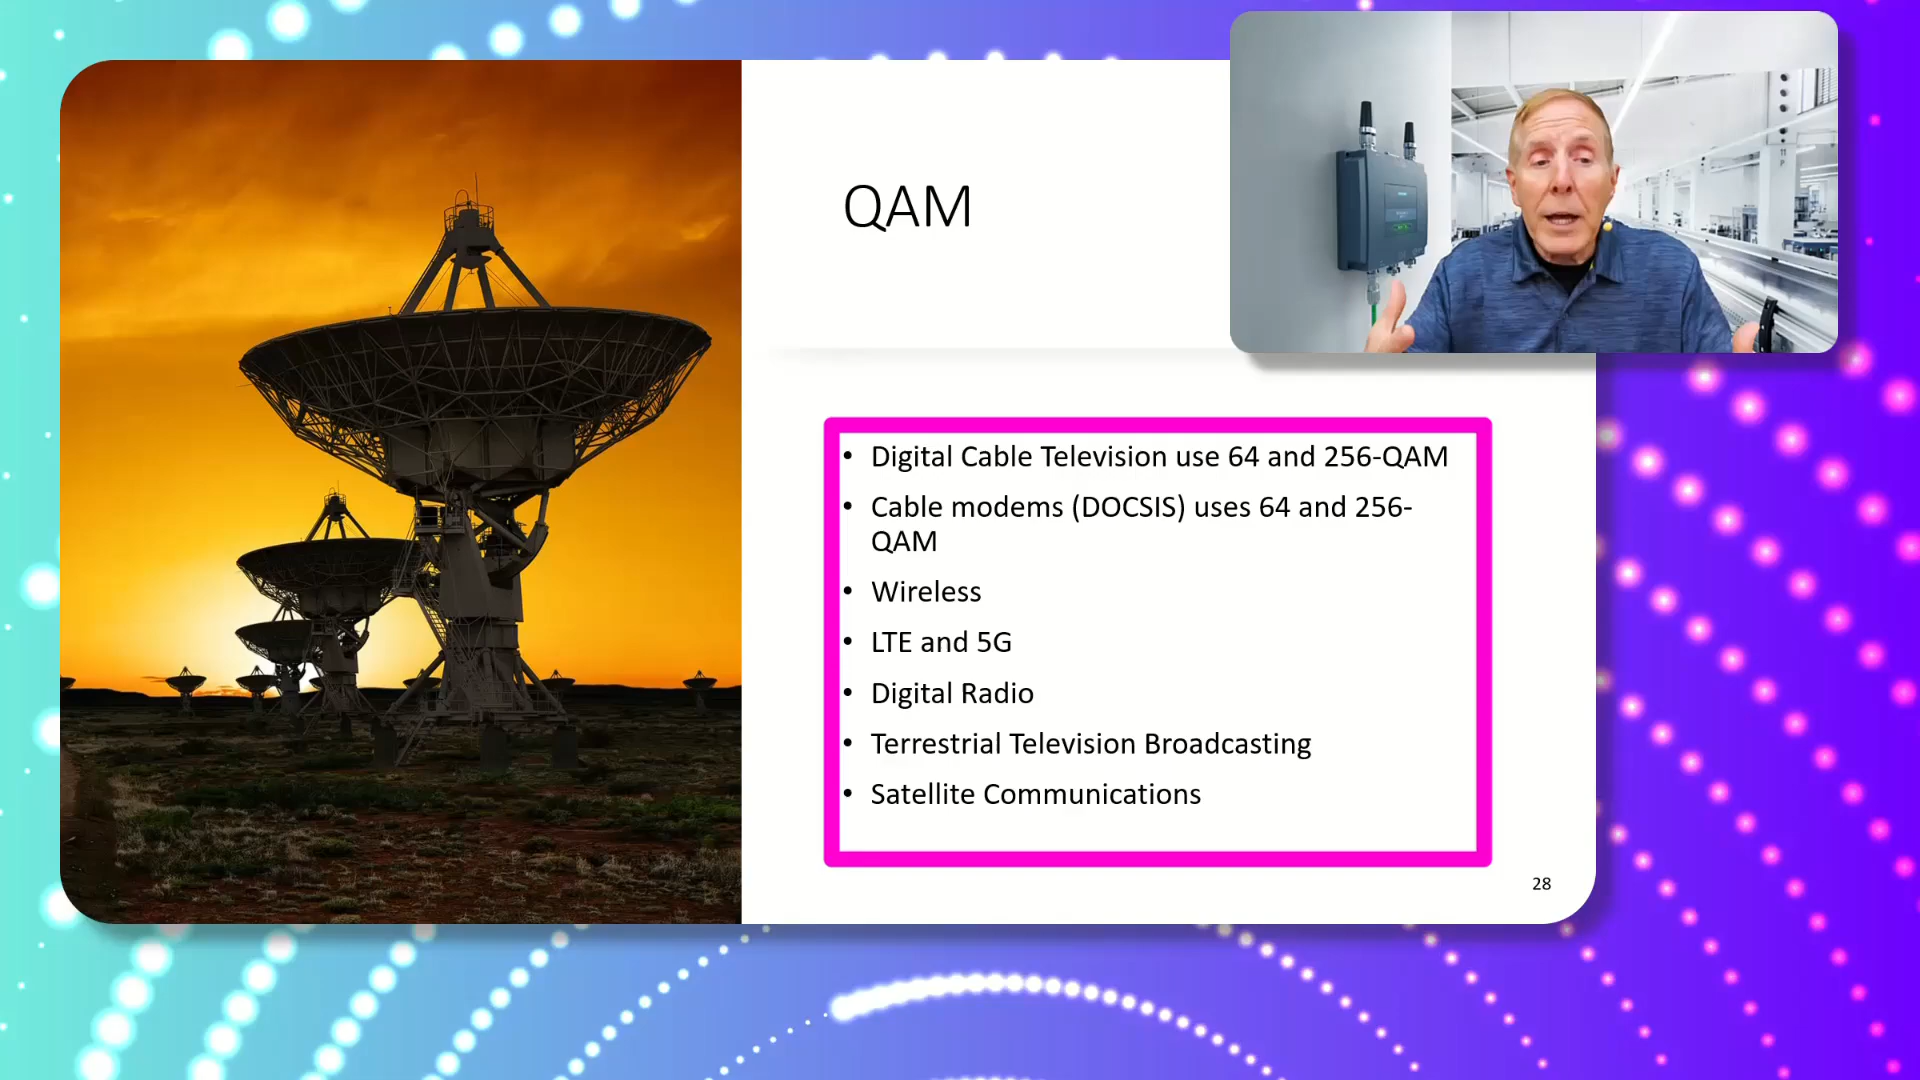 QAM
• Digital Cable Television use 64 and 256-QAM
• Cable modems (DOCSIS) uses 64 and 256-
QAM
• Wireless
• LTE and 5G
• Digital Radio
• Terrestrial Television Broadcasting
• Satellite Communications
28